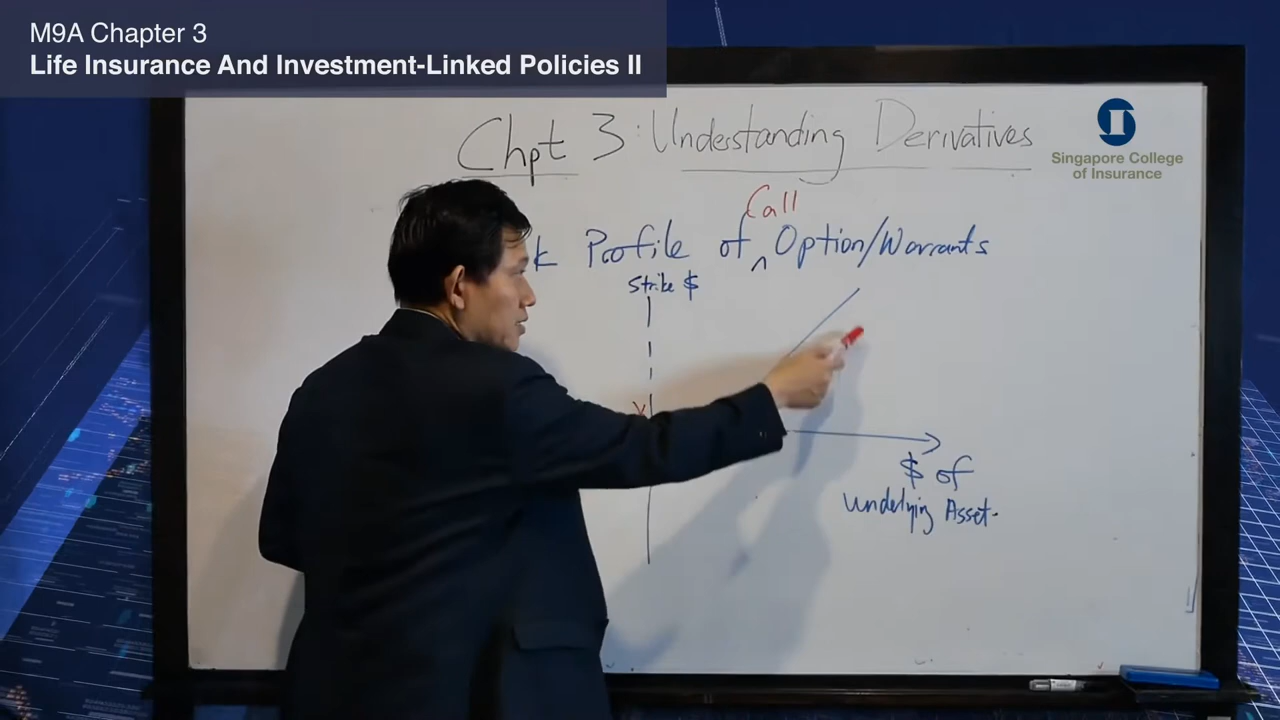 M9A Chapter 3
Life Insurance And Investment-Linked Policies II
Chpt 3: Understanding Derivatives
Singapore College
of Insurance
Call
k Profile of ^ Option/Warrants
Strike $
$ of
Underlying Asset.